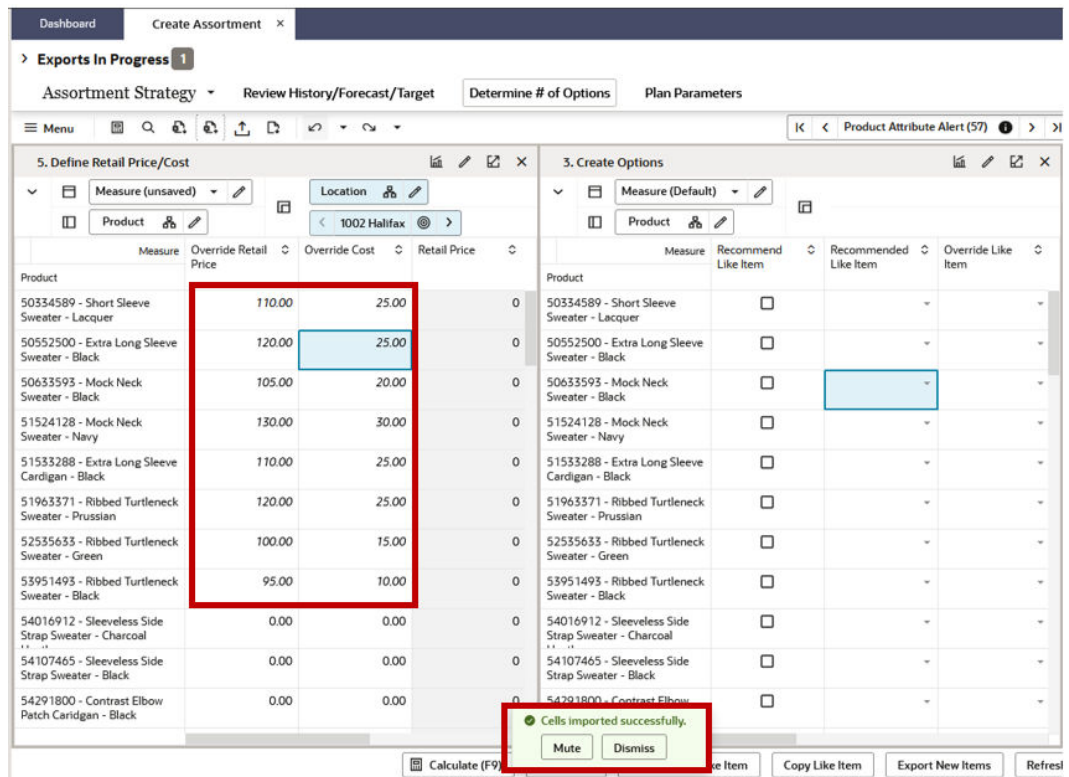 Dashboard Create Assortment ×
Exports In Progress 1
Assortment Strategy Review History/Forecast/Target Determine # of Options Plan Parameters
Menu Product Attribute Alert (57)
5. Define Retail Price/Cost 3. Create Options
Measure (unsaved) Location Measure (Default)
Product 1002 Halifax Product
Measure Override Retail Override Cost Retail Price Measure Recommend Recommended Override Like
Price Like Item Like Item Item
Product Product
50334589 - Short Sleeve 110.00 25.00 0 50334589 - Short Sleeve
Sweater - Lacquer Sweater - Lacquer
50552500 - Extra Long Sleeve 120.00 25.00 0 50552500 - Extra Long Sleeve
Sweater - Black Sweater - Black
50633593 - Mock Neck 105.00 20.00 0 50633593 - Mock Neck
Sweater - Black Sweater - Black
51524128 - Mock Neck 130.00 30.00 0 51524128 - Mock Neck
Sweater - Navy Sweater - Navy
51533288 - Extra Long Sleeve 110.00 25.00 0 51533288 - Extra Long Sleeve
Cardigan - Black Cardigan - Black
51963371 - Ribbed Turtleneck 120.00 25.00 0 51963371 - Ribbed Turtleneck
Sweater - Prussian Sweater - Prussian
52535633 - Ribbed Turtleneck 100.00 15.00 0 52535633 - Ribbed Turtleneck
Sweater - Green Sweater - Green
53951493 - Ribbed Turtleneck 95.00 10.00 0 53951493 - Ribbed Turtleneck
Sweater - Black Sweater - Black
54016912 - Sleeveless Side 0.00 0.00 0 54016912 - Sleeveless Side
Strap Sweater - Charcoal Strap Sweater - Charcoal
54107465 - Sleeveless Side 0.00 0.00 0 54107465 - Sleeveless Side
Strap Sweater - Black Strap Sweater - Black
54291800 - Contrast Elbow 0.00 0.00 0 54291800 - Contrast Elbow
Patch Caridgan - Black
Cells imported successfully.
Mute Dismiss
Calculate (F9) Item Copy Like Item Export New Items